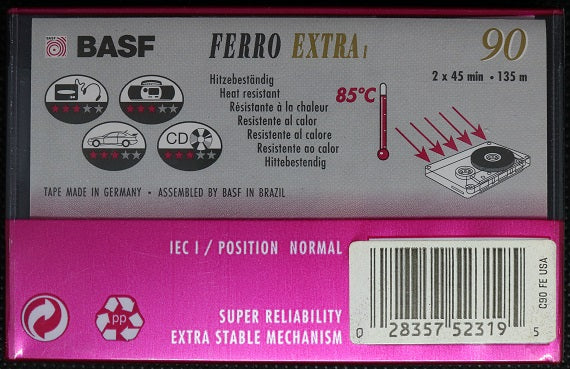 BASF FERRO EXTRA I 90
2 x 45 min • 135 m
Hitzebeständig
Heat resistant
Résistante à la chaleur
Resistente al calor
Resistente al calore
Resistente ao calor
Hittebestendig
85°C
CD
TAPE MADE IN GERMANY • ASSEMBLED BY BASF IN BRAZIL
IEC I / POSITION NORMAL
SUPER RELIABILITY
EXTRA STABLE MECHANISM
PP
C90 FE USA
0 28357 52319 5